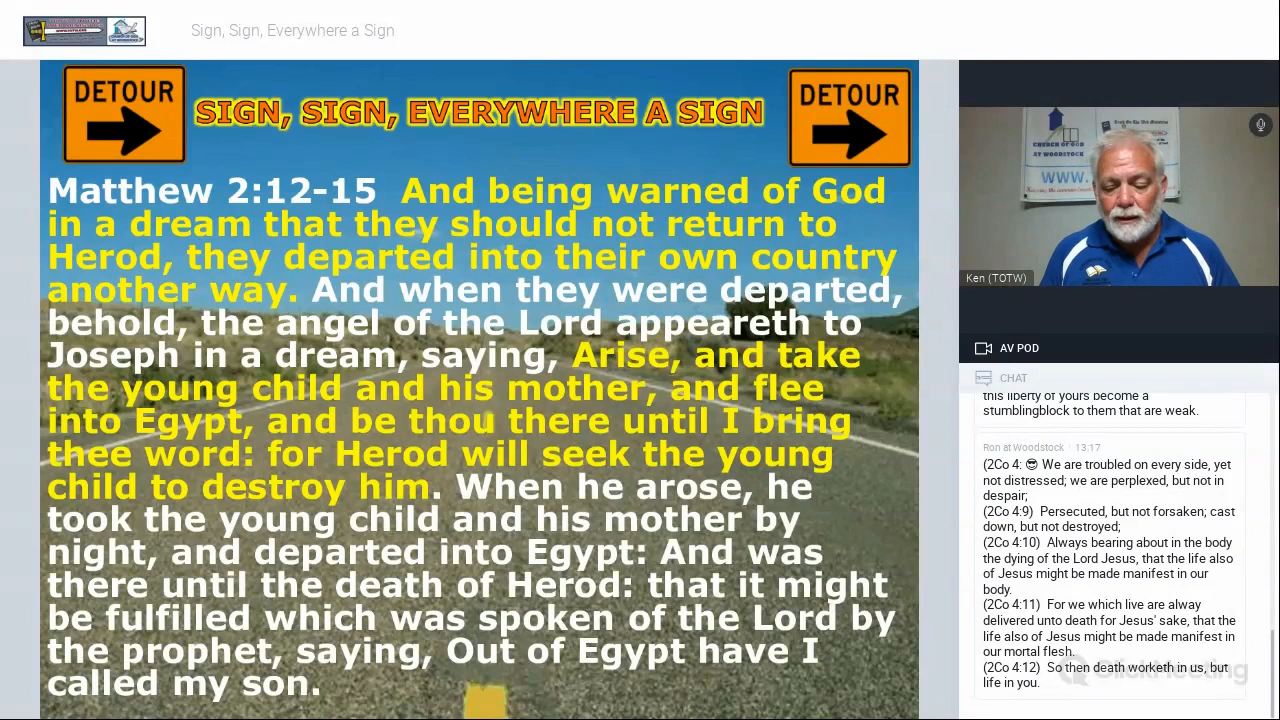 Sign, Sign, Everywhere a Sign
DETOUR
SIGN, SIGN, EVERYWHERE A SIGN
DETOUR
Matthew 2:12-15 And being warned of God
in a dream that they should not return to
Herod, they departed into their own country
another way. And when they were departed,
behold, the angel of the Lord appeareth to
Joseph in a dream, saying, Arise, and take
the young child and his mother, and flee
into Egypt, and be thou there until I bring
thee word: for Herod will seek the young
child to destroy him. When he arose, he
took the young child and his mother by
night, and departed into Egypt: And was
there until the death of Herod: that it might
be fulfilled which was spoken of the Lord by
the prophet, saying, Out of Egypt have I
called my son.
CHURCH OF GOD
AT WOODSTOCK
WWW.
Ken (TOTW)
AV POD
CHAT
this liberty of yours become a
stumblingblock to them that are weak.
Ron at Woodstock · 13:17
(2Co 4: 😎 We are troubled on every side, yet
not distressed; we are perplexed, but not in
despair;
(2Co 4:9) Persecuted, but not forsaken; cast
down, but not destroyed;
(2Co 4:10) Always bearing about in the body
the dying of the Lord Jesus, that the life also
of Jesus might be made manifest in our
body.
(2Co 4:11) For we which live are alway
delivered unto death for Jesus' sake, that the
life also of Jesus might be made manifest in
our mortal flesh.
(2Co 4:12) So then death worketh in us, but
life in you.
ClickMeeting